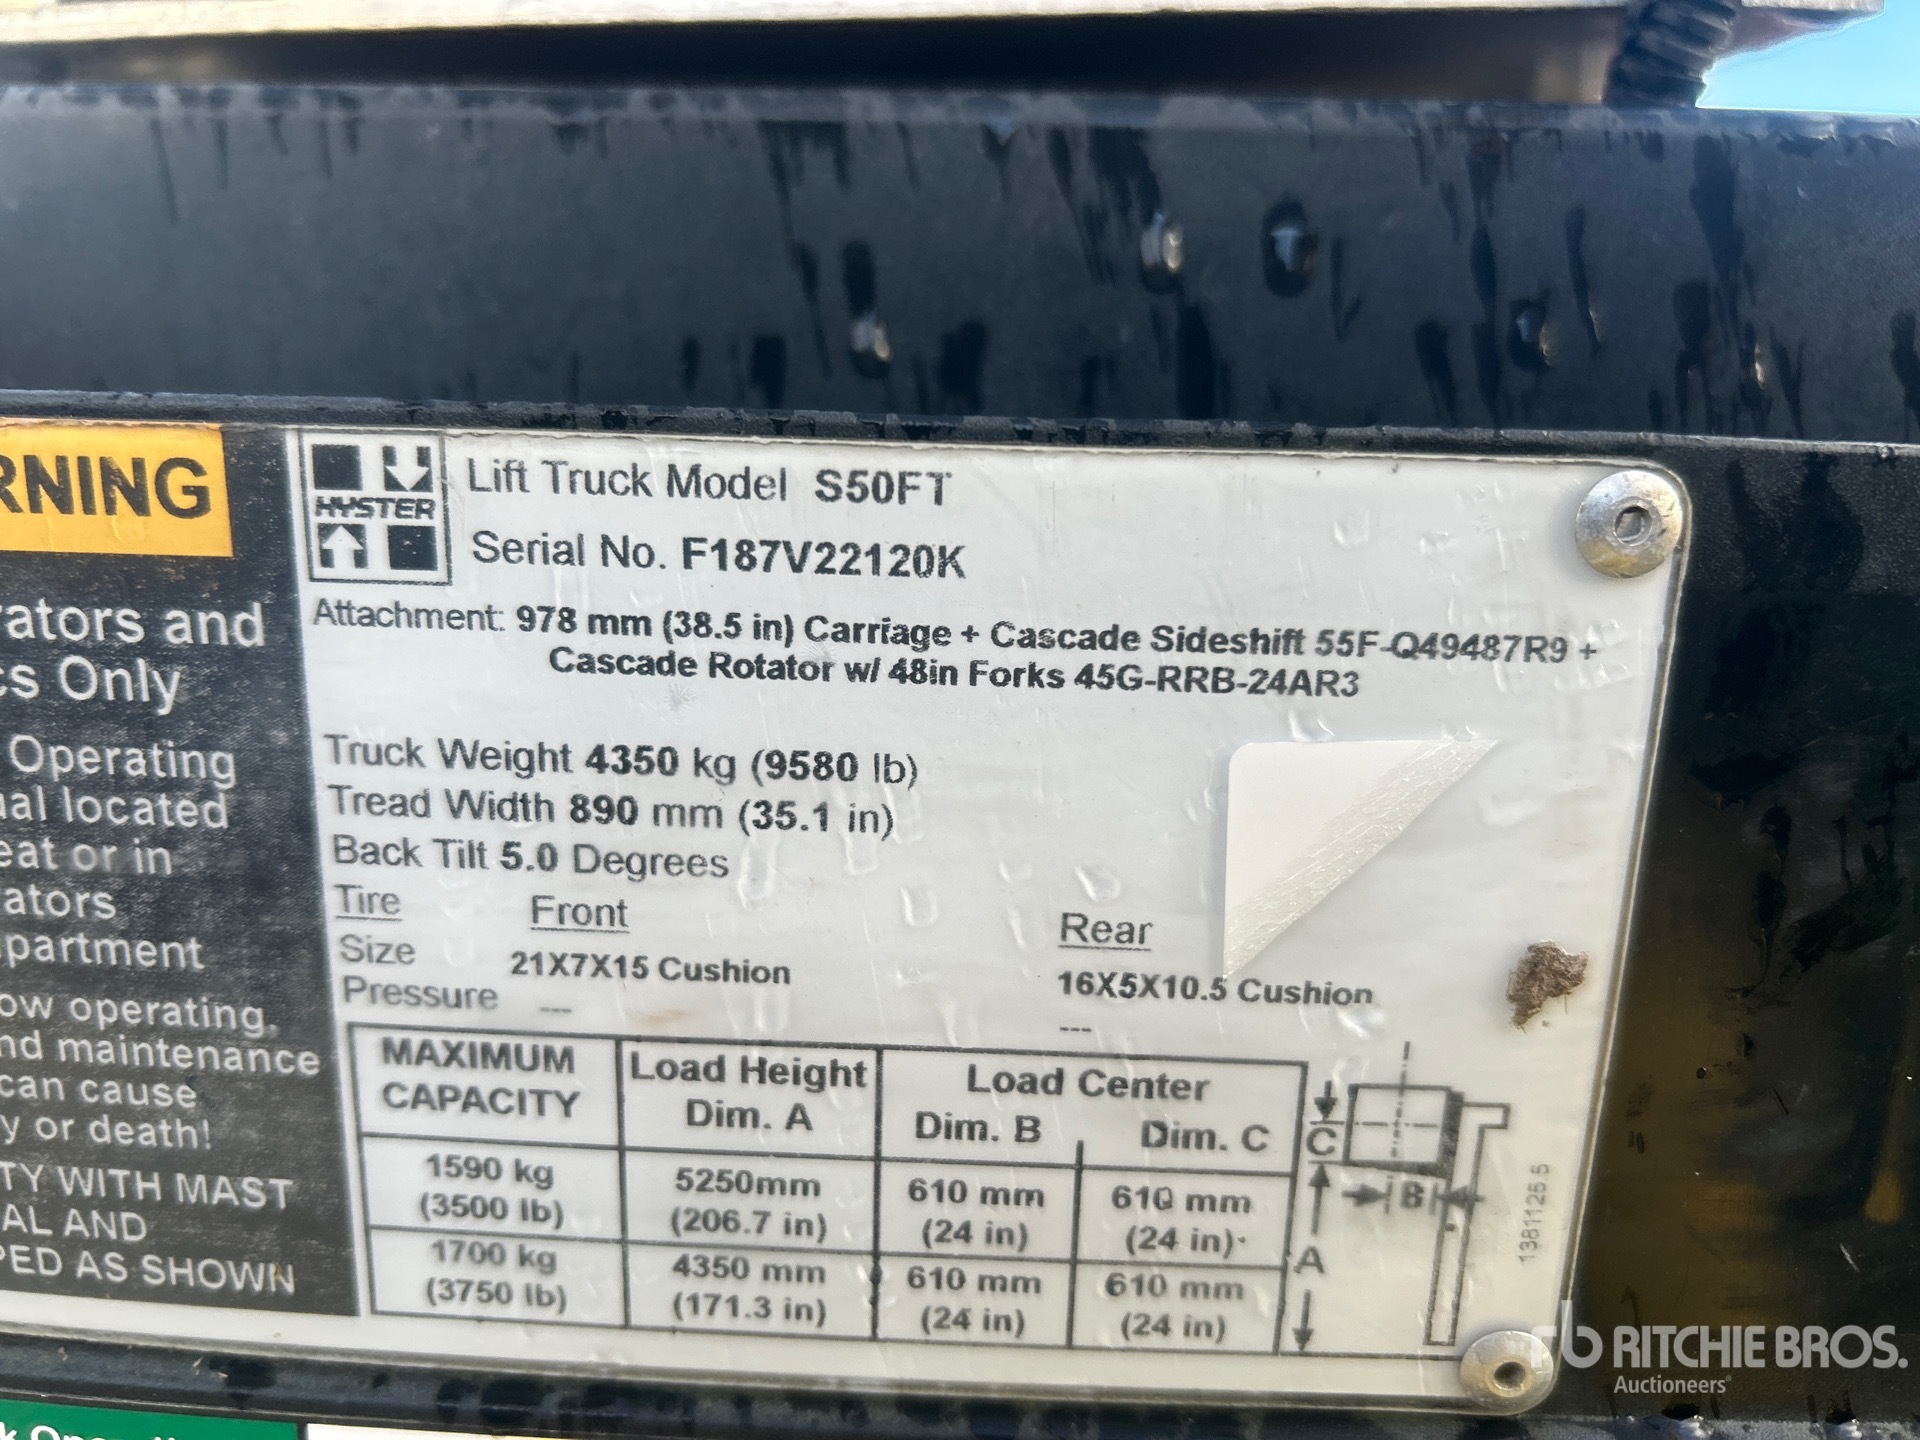 RNING
rators and
cs Only
Operating
ual located
eat or in
ators
partment
ow operating,
nd maintenance
can cause
y or death!
TY WITH MAST
AL AND
PED AS SHOWN
HYSTER
Lift Truck Model S50FT
Serial No. F187V22120K
Attachment: 978 mm (38.5 in) Carriage + Cascade Sideshift 55F-Q49487R9 +
Cascade Rotator w/ 48in Forks 45G-RRB-24AR3
Truck Weight 4350 kg (9580 lb)
Tread Width 890 mm (35.1 in)
Back Tilt 5.0 Degrees
Tire Front Rear
Size 21X7X15 Cushion 16X5X10.5 Cushion
Pressure --- ---
MAXIMUM CAPACITY Load Height Dim. A Load Center Dim. B Dim. C
1590 kg 5250mm 610 mm 610 mm
(3500 lb) (206.7 in) (24 in) (24 in)
1700 kg 4350 mm 610 mm 610 mm
(3750 lb) (171.3 in) (24 in) (24 in)
C
B
A
13811255
rb RITCHIE BROS.
Auctioneers